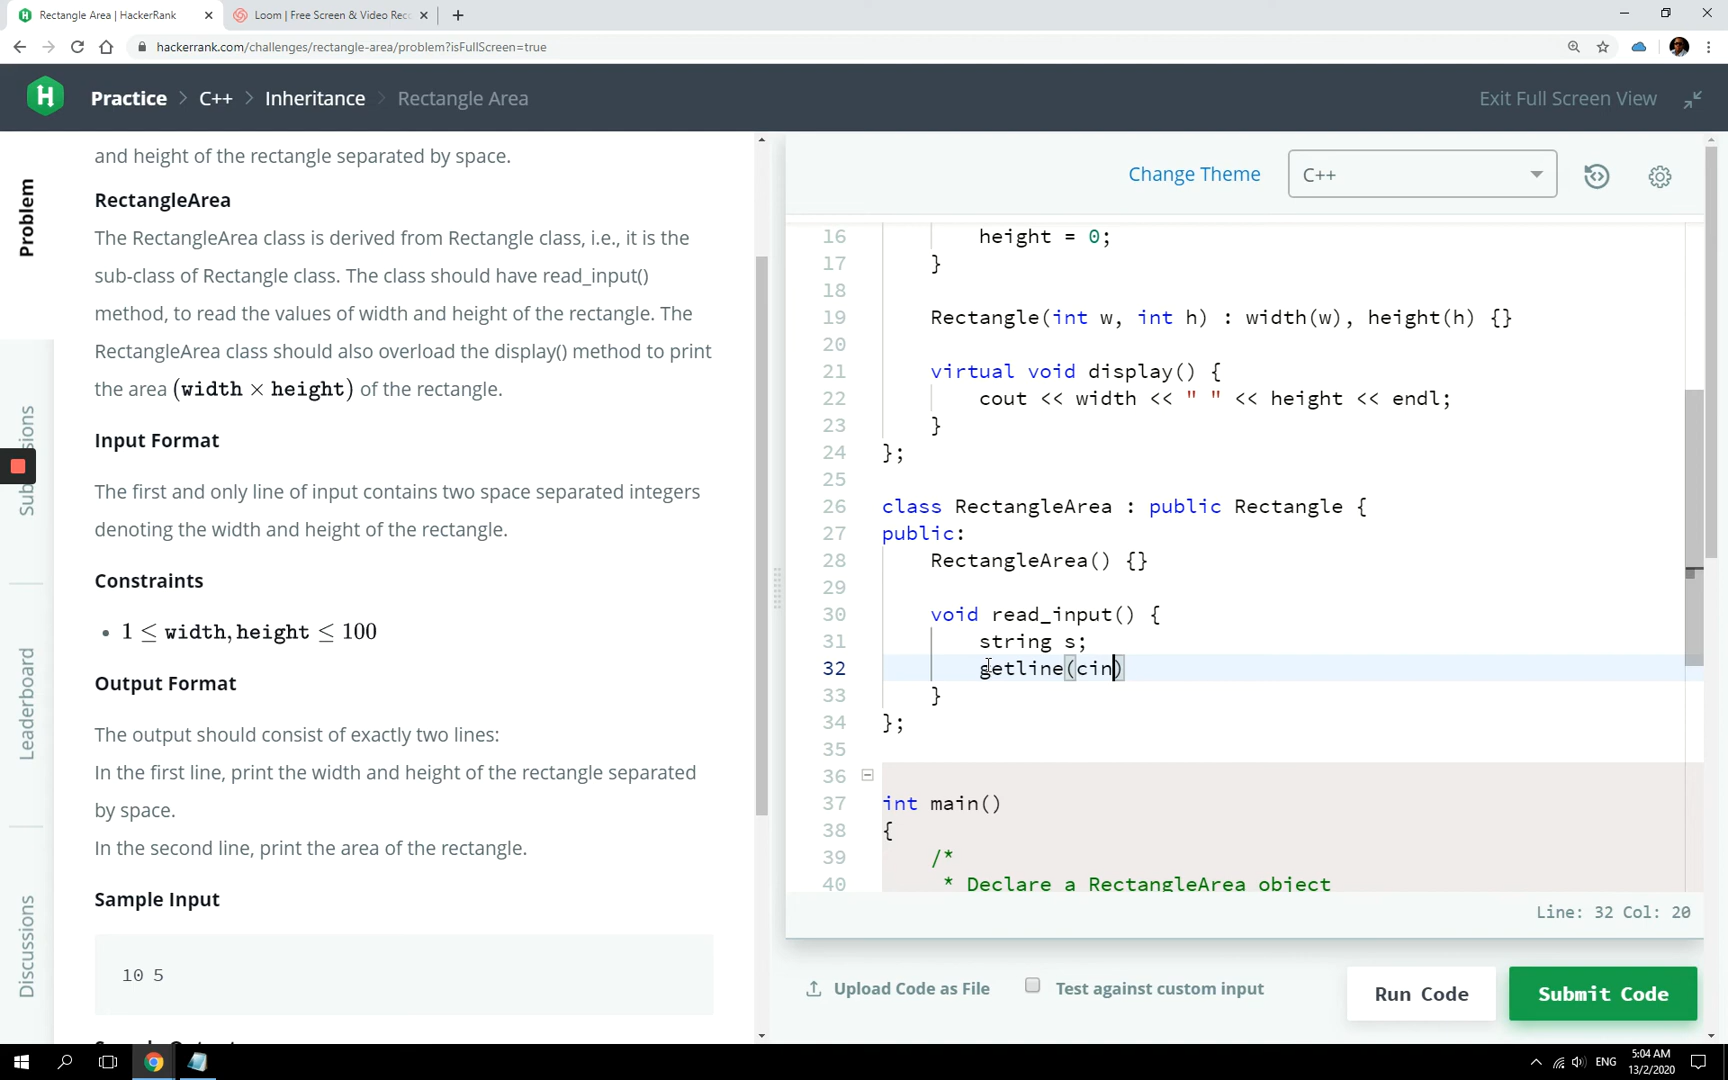 Rectangle Area | HackerRank
Loom | Free Screen & Video Rec
hackerrank.com/challenges/rectangle-area/problem?isFullScreen=true
Practice > C++ > Inheritance > Rectangle Area
Exit Full Screen View
Problem
Submissions
Leaderboard
Discussions
and height of the rectangle separated by space.
RectangleArea
The RectangleArea class is derived from Rectangle class, i.e., it is the
sub-class of Rectangle class. The class should have read_input()
method, to read the values of width and height of the rectangle. The
RectangleArea class should also overload the display() method to print
the area (width × height) of the rectangle.
Input Format
The first and only line of input contains two space separated integers
denoting the width and height of the rectangle.
Constraints
• 1 ≤ width, height ≤ 100
Output Format
The output should consist of exactly two lines:
In the first line, print the width and height of the rectangle separated
by space.
In the second line, print the area of the rectangle.
Sample Input
10 5
Change Theme
C++
16 height = 0;
17 }
18
19 Rectangle(int w, int h) : width(w), height(h) {}
20
21 virtual void display() {
22 cout << width << " " << height << endl;
23 }
24 };
25
26 class RectangleArea : public Rectangle {
27 public:
28 RectangleArea() {}
29
30 void read_input() {
31 string s;
32 getline(cin)
33 }
34 };
35
36
37 int main()
38 {
39 /*
40 * Declare a RectangleArea object
Line: 32 Col: 20
Upload Code as File
Test against custom input
Run Code
Submit Code
ENG
5:04 AM
13/2/2020